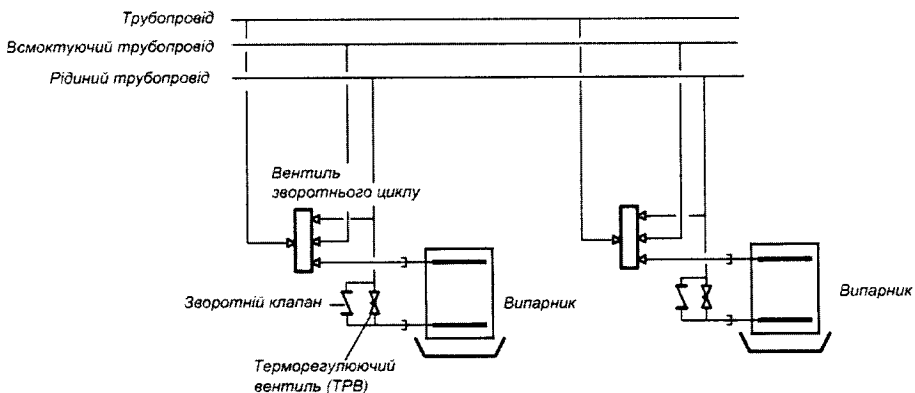 Трубопровід
Всмоктуючий трубопровід
Рідиний трубопровід
Вентиль
зворотнього циклу
Зворотній клапан
Випарник
Випарник
Терморегулюючий
вентиль (ТРВ)